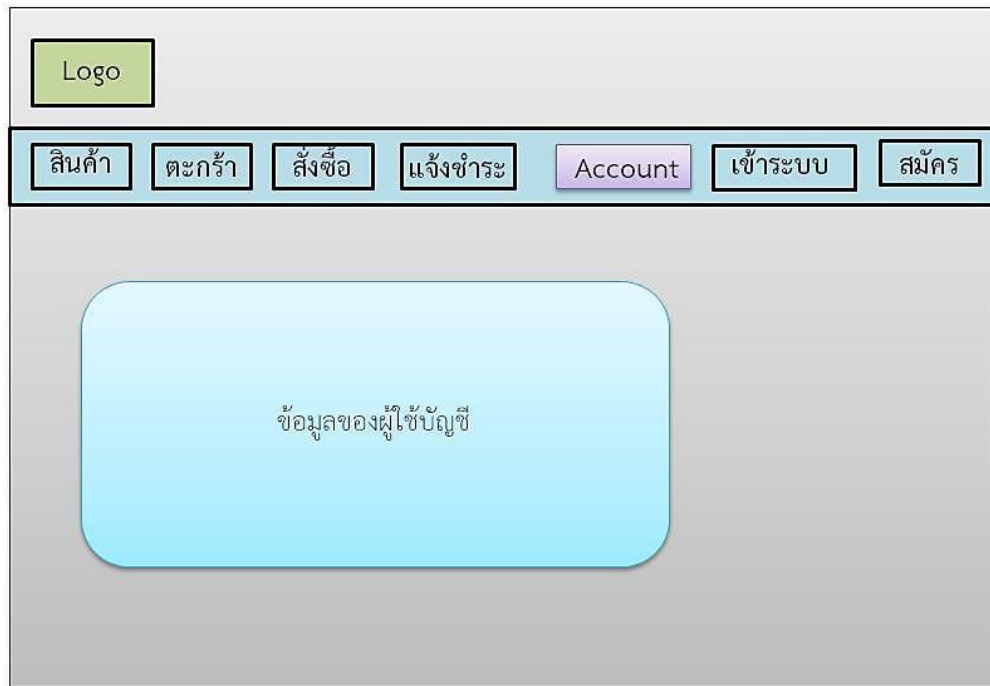 Logo
สินค้า ตะกร้า สั่งซื้อ แจ้งชำระ Account เข้าระบบ สมัคร
ข้อมูลของผู้ใช้บัญชี